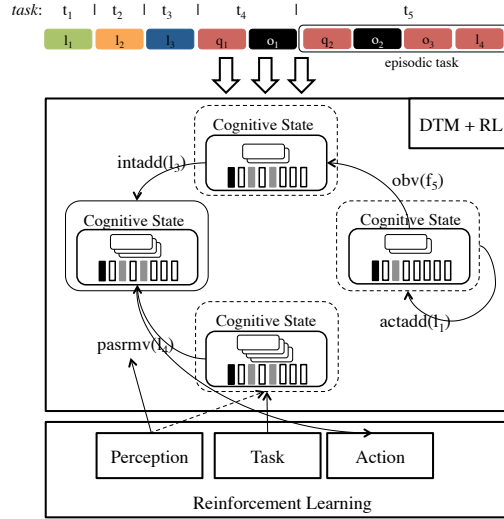 task: t1 | t2 | t3 | t4 | t5
l1 l2 l3 q1 o1 q2 o2 o3 l4
episodic task
DTM + RL
Cognitive State
intadd(l3)
obv(f5)
Cognitive State
Cognitive State
actadd(l1)
Cognitive State
pasrmv(l4)
Perception Task Action
Reinforcement Learning